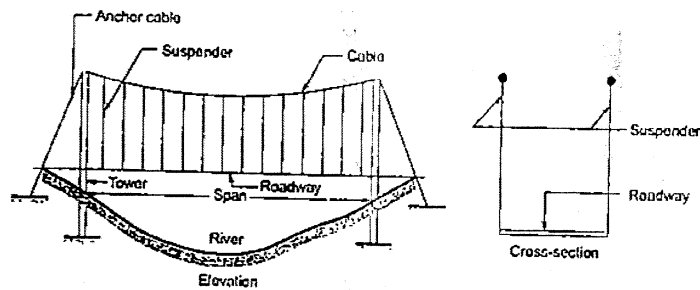 Anchor cable
Suspender
Cable
Tower
Roadway
Span
River
Elevation
Suspender
Roadway
Cross-section